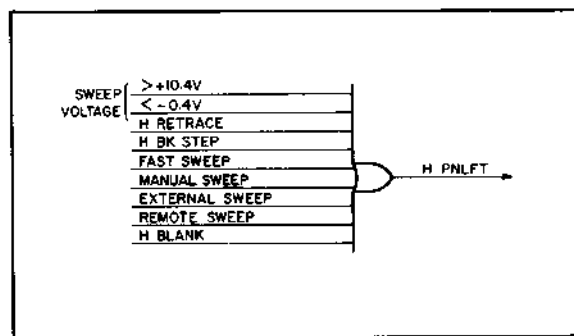 SWEEP
VOLTAGE
>+10.4V
<-0.4V
H RETRACE
H BK STEP
FAST SWEEP
MANUAL SWEEP
EXTERNAL SWEEP
REMOTE SWEEP
H BLANK
H PNLFT